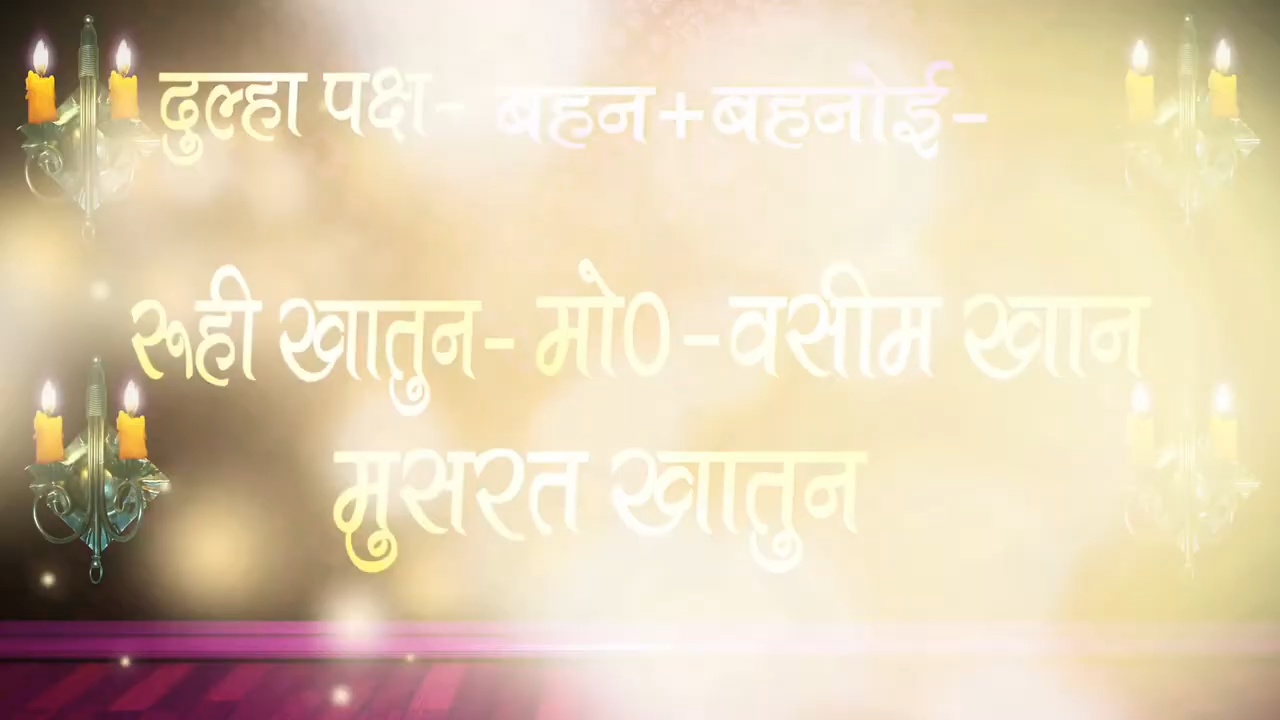 दुल्हा पक्ष- बहन+बहनोई-
रूही खातुन- मो0-वसीम खान
मुसरत खातुन